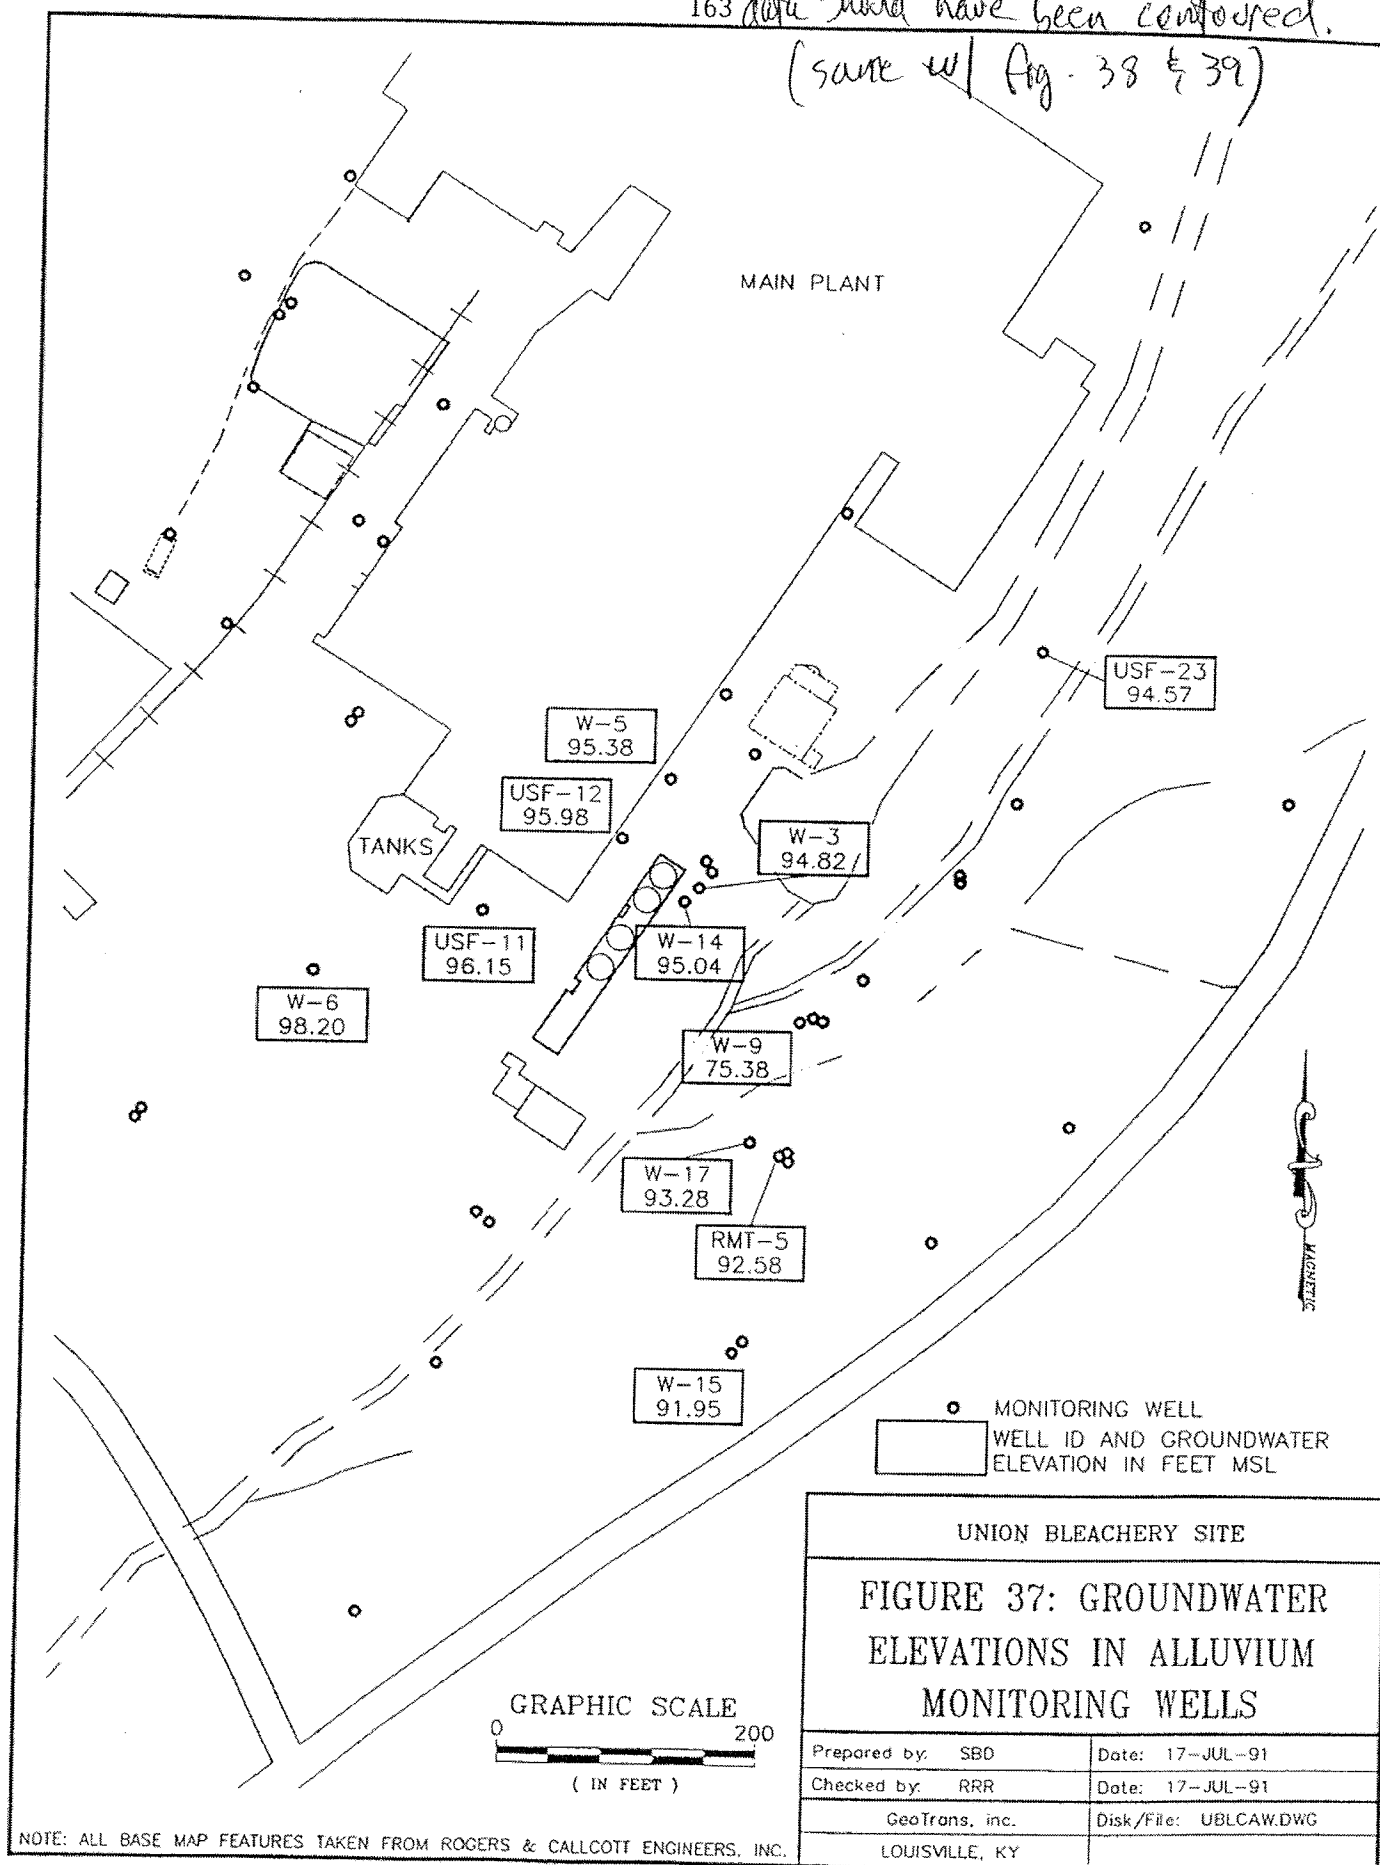 163 data should have been contoured.
(same w/ fig. 38 & 39)
MAIN PLANT
USF-23
94.57
W-5
95.38
USF-12
95.98
W-3
94.82
TANKS
USF-11
96.15
W-14
95.04
W-6
98.20
W-9
75.38
W-17
93.28
RMT-5
92.58
MAGNETIC
W-15
91.95
MONITORING WELL
WELL ID AND GROUNDWATER
ELEVATION IN FEET MSL
UNION BLEACHERY SITE
FIGURE 37: GROUNDWATER
ELEVATIONS IN ALLUVIUM
MONITORING WELLS
GRAPHIC SCALE
0 200
( IN FEET )
Prepared by: SBD Date: 17-JUL-91
Checked by: RRR Date: 17-JUL-91
GeoTrans, inc. Disk/File: UBLCAW.DWG
LOUISVILLE, KY
NOTE: ALL BASE MAP FEATURES TAKEN FROM ROGERS & CALLCOTT ENGINEERS, INC.